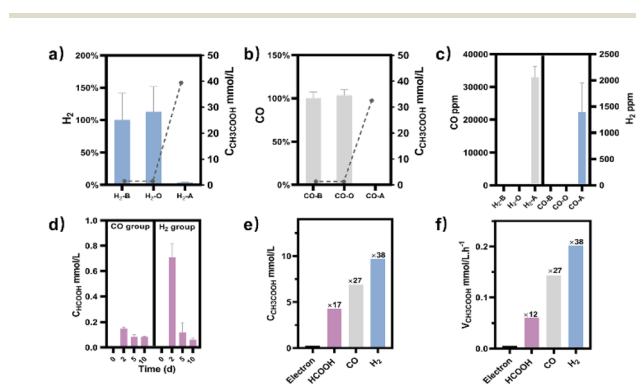 a)
200%
150%
100%
50%
0%
H₂
50
40
30
20
10
0
C_CH3COOH mmol/L
H₂-B
H₂-O
H₂-A
b)
150%
100%
50%
0%
CO
50
40
30
20
10
0
C_CH3COOH mmol/L
CO-B
CO-O
CO-A
c)
40000
30000
20000
10000
0
CO ppm
2500
2000
1500
1000
500
0
H₂ ppm
H₂-B
H₂-O
H₂-A
CO-B
CO-O
CO-A
d)
CO group
H₂ group
1.0
0.8
0.6
0.4
0.2
0.0
C_HCOOH mmol/L
0 2 5 10 0 2 5 10
Time (d)
e)
10
5
0
C_CH3COOH mmol/L
×17
×27
×38
Electron
HCOOH
CO
H₂
f)
0.2
0.1
0.0
V_CH3COOH mmol/L.h⁻¹
×12
×27
×38
Electron
HCOOH
CO
H₂